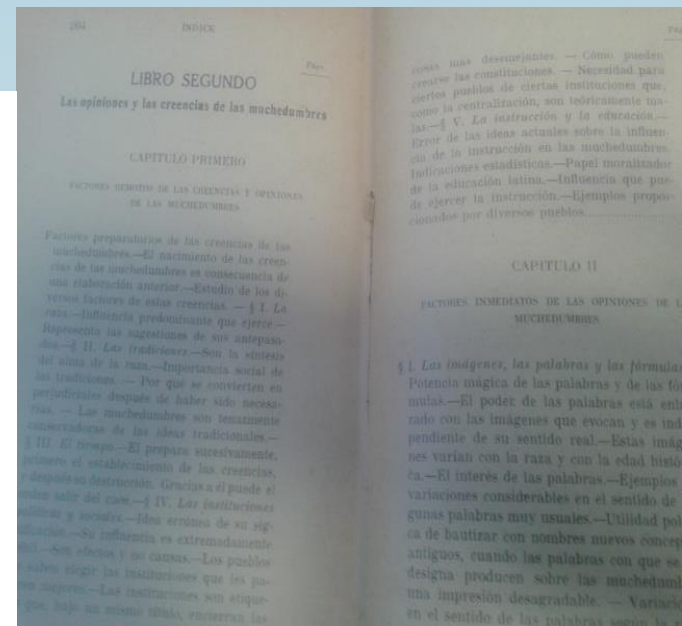 264 ÍNDICE
Págs.
LIBRO SEGUNDO
Las opiniones y las creencias de las muchedumbres
CAPITULO PRIMERO
FACTORES REMOTOS DE LAS CREENCIAS Y OPINIONES
DE LAS MUCHEDUMBRES
Factores preparatorios de las creencias de las
muchedumbres.—El nacimiento de las creen-
cias de las muchedumbres es consecuencia de
una elaboración anterior.—Estudio de los di-
versos factores de estas creencias. — § I. La
raza.—Influencia predominante que ejerce.—
Representa las sugestiones de sus antepasa-
dos.—§ II. Las tradiciones.—Son la síntesis
del alma de la raza.—Importancia social de
las tradiciones. — Por qué se convierten en
perjudiciales después de haber sido necesa-
rias. — Las muchedumbres son tenazmente
conservadoras de las ideas tradicionales.—
§ III. El tiempo.—El prepara sucesivamente,
primero el establecimiento de las creencias,
y después su destrucción. Gracias a él puede el
orden salir del caos.—§ IV. Las instituciones
políticas y sociales.—Idea errónea de su sig-
nificación.—Su influencia es extremadamente
—Son efectos y no causas.—Los pueblos
saben elegir las instituciones que les pa-
recen mejores.—Las instituciones son etique-
que, bajo un mismo título, encierran las
Pág
cosas más desemejantes. — Cómo pueden
crearse las constituciones. — Necesidad para
ciertos pueblos de ciertas instituciones que,
como la centralización, son teóricamente ma-
las.—§ V. La instrucción y la educación.—
Error de las ideas actuales sobre la influen-
cia de la instrucción en las muchedumbres.
Indicaciones estadísticas.—Papel moralizador
de la educación latina.—Influencia que pue-
de ejercer la instrucción.—Ejemplos propor-
cionados por diversos pueblos
CAPITULO II
FACTORES INMEDIATOS DE LAS OPINIONES DE L
MUCHEDUMBRES
§ I. Las imágenes, las palabras y las fórmulas
Potencia mágica de las palabras y de las fór
mulas.—El poder de las palabras está enla
zado con las imágenes que evocan y es inde
pendiente de su sentido real.—Estas imág
nes varían con la raza y con la edad histó
ca.—El interés de las palabras.—Ejemplos
variaciones considerables en el sentido de
gunas palabras muy usuales.—Utilidad pol
ca de bautizar con nombres nuevos concep
antiguos, cuando las palabras con que se
designa producen sobre las muchedumb
una impresión desagradable. — Variacio
en el sentido de las palabras según la